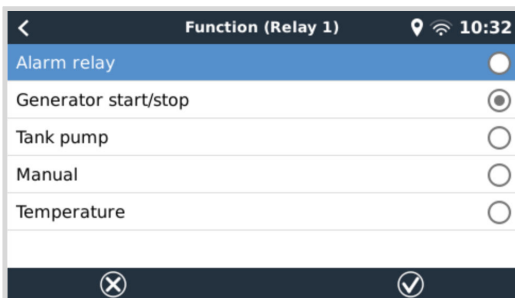 Function (Relay 1) 10:32
Alarm relay
Generator start/stop
Tank pump
Manual
Temperature